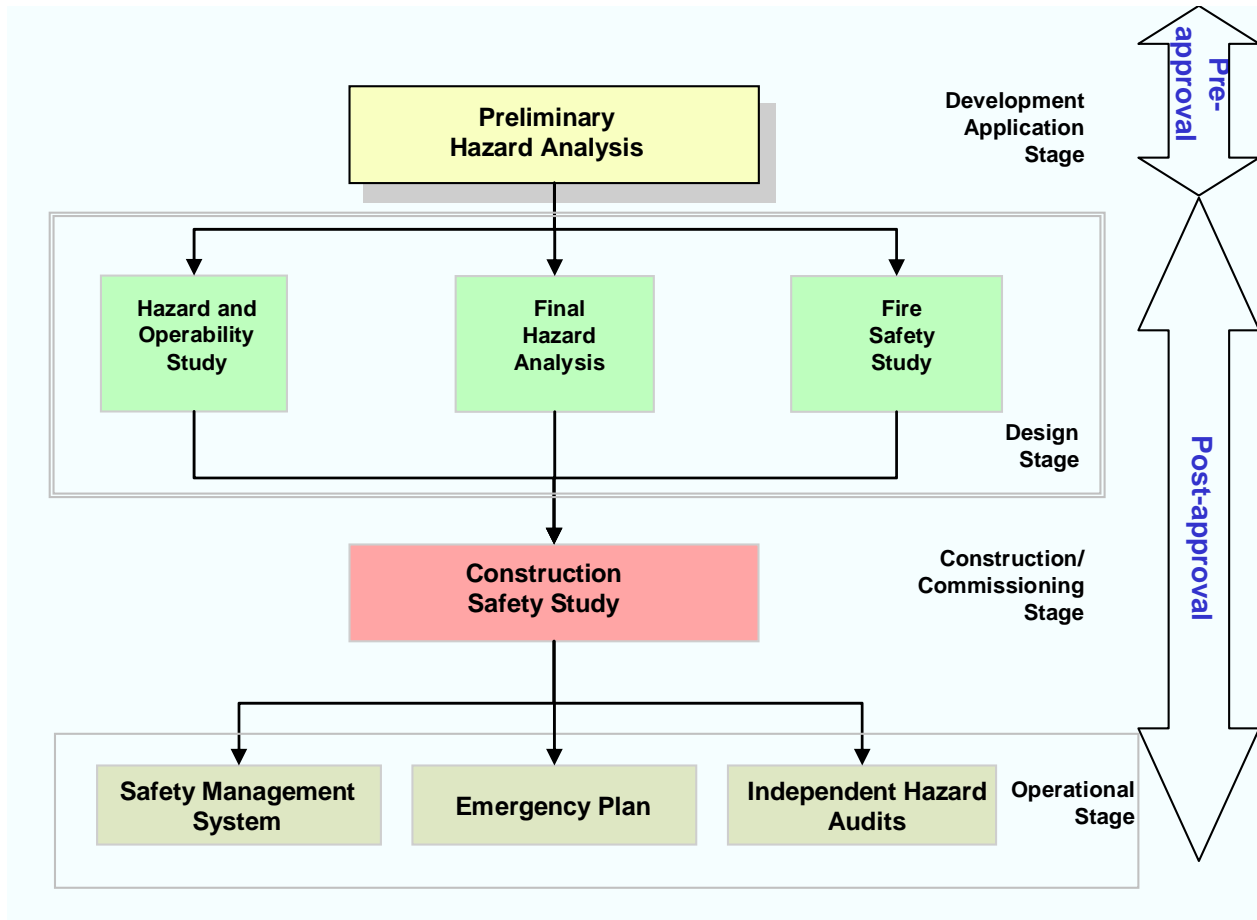 Pre-
approval
Preliminary
Hazard Analysis
Development
Application
Stage
Hazard and
Operability
Study
Final
Hazard
Analysis
Fire
Safety
Study
Design
Stage
Post-approval
Construction
Safety Study
Construction/
Commissioning
Stage
Safety Management
System
Emergency Plan
Independent Hazard
Audits
Operational
Stage